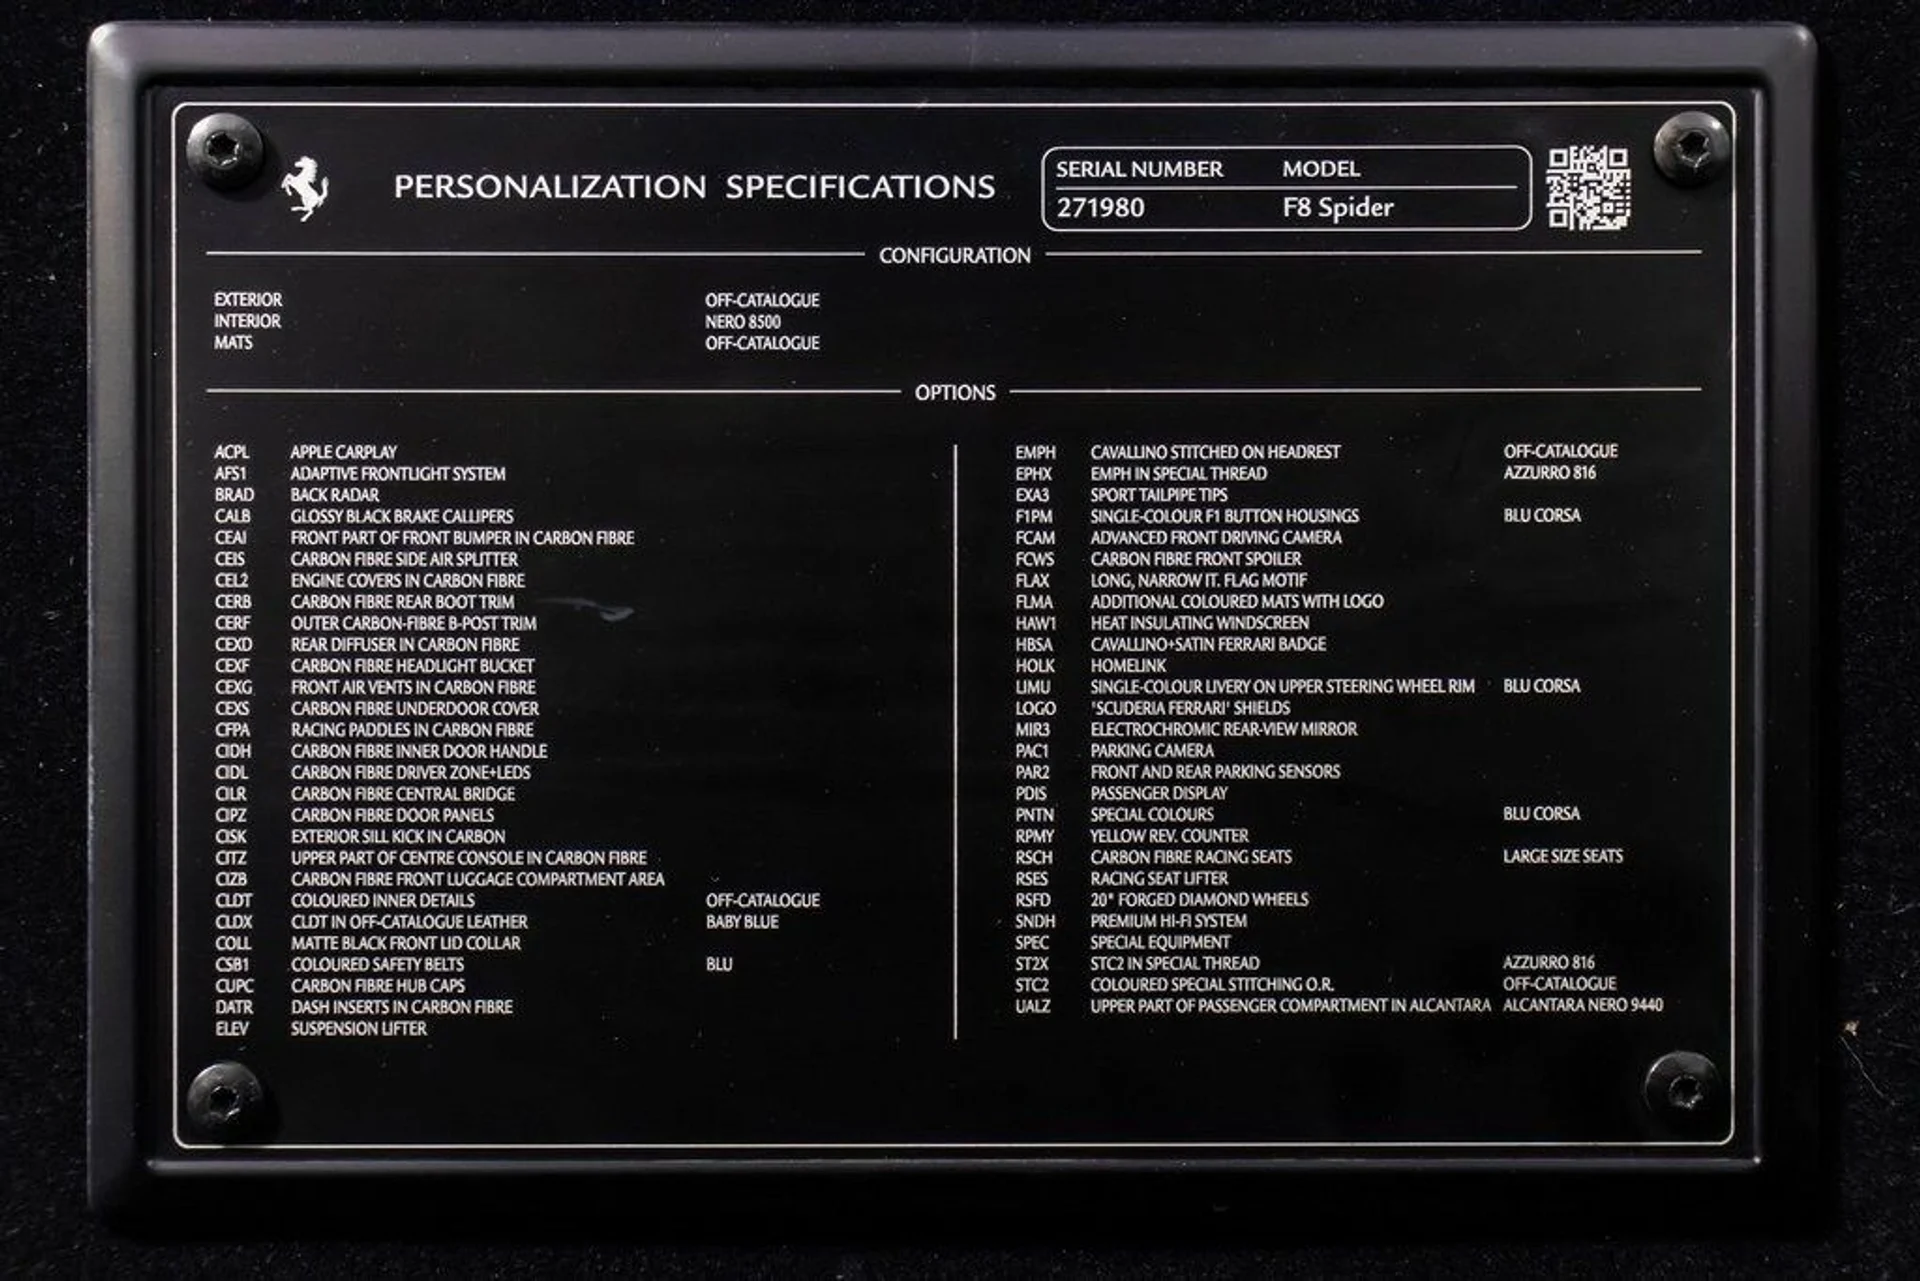 PERSONALIZATION SPECIFICATIONS
SERIAL NUMBER MODEL
271980 F8 Spider
CONFIGURATION
EXTERIOR OFF-CATALOGUE
INTERIOR NERO 8500
MATS OFF-CATALOGUE
OPTIONS
ACPL APPLE CARPLAY
AFS1 ADAPTIVE FRONTLIGHT SYSTEM
BRAD BACK RADAR
CALB GLOSSY BLACK BRAKE CALLIPERS
CEAI FRONT PART OF FRONT BUMPER IN CARBON FIBRE
CEIS CARBON FIBRE SIDE AIR SPLITTER
CEL2 ENGINE COVERS IN CARBON FIBRE
CERB CARBON FIBRE REAR BOOT TRIM
CERF OUTER CARBON-FIBRE B-POST TRIM
CEXD REAR DIFFUSER IN CARBON FIBRE
CEXF CARBON FIBRE HEADLIGHT BUCKET
CEXG FRONT AIR VENTS IN CARBON FIBRE
CEXS CARBON FIBRE UNDERDOOR COVER
CFPA RACING PADDLES IN CARBON FIBRE
CIDH CARBON FIBRE INNER DOOR HANDLE
CIDL CARBON FIBRE DRIVER ZONE+LEDS
CILR CARBON FIBRE CENTRAL BRIDGE
CIPZ CARBON FIBRE DOOR PANELS
CISK EXTERIOR SILL KICK IN CARBON
CITZ UPPER PART OF CENTRE CONSOLE IN CARBON FIBRE
CIZB CARBON FIBRE FRONT LUGGAGE COMPARTMENT AREA
CLDT COLOURED INNER DETAILS OFF-CATALOGUE
CLDX CLDT IN OFF-CATALOGUE LEATHER BABY BLUE
COLL MATTE BLACK FRONT LID COLLAR
CSB1 COLOURED SAFETY BELTS BLU
CUPC CARBON FIBRE HUB CAPS
DATR DASH INSERTS IN CARBON FIBRE
ELEV SUSPENSION LIFTER
EMPH CAVALLINO STITCHED ON HEADREST OFF-CATALOGUE
EPHX EMPH IN SPECIAL THREAD AZZURRO 816
EXA3 SPORT TAILPIPE TIPS
F1PM SINGLE-COLOUR F1 BUTTON HOUSINGS BLU CORSA
FCAM ADVANCED FRONT DRIVING CAMERA
FCWS CARBON FIBRE FRONT SPOILER
FLAX LONG, NARROW IT. FLAG MOTIF
FLMA ADDITIONAL COLOURED MATS WITH LOGO
HAW1 HEAT INSULATING WINDSCREEN
HBSA CAVALLINO+SATIN FERRARI BADGE
HOLK HOMELINK
LIMU SINGLE-COLOUR LIVERY ON UPPER STEERING WHEEL RIM BLU CORSA
LOGO 'SCUDERIA FERRARI' SHIELDS
MIR3 ELECTROCHROMIC REAR-VIEW MIRROR
PAC1 PARKING CAMERA
PAR2 FRONT AND REAR PARKING SENSORS
PDIS PASSENGER DISPLAY
PNTN SPECIAL COLOURS BLU CORSA
RPMY YELLOW REV. COUNTER
RSCH CARBON FIBRE RACING SEATS LARGE SIZE SEATS
RSES RACING SEAT LIFTER
RSFD 20" FORGED DIAMOND WHEELS
SNDH PREMIUM HI-FI SYSTEM
SPEC SPECIAL EQUIPMENT
ST2X STC2 IN SPECIAL THREAD AZZURRO 816
STC2 COLOURED SPECIAL STITCHING O.R. OFF-CATALOGUE
UALZ UPPER PART OF PASSENGER COMPARTMENT IN ALCANTARA ALCANTARA NERO 9440